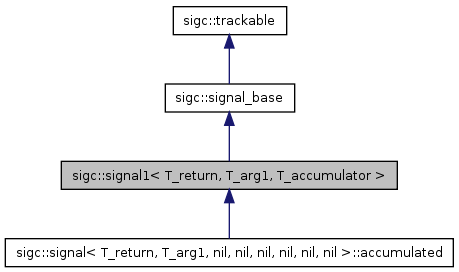 sigc::trackable
sigc::signal_base
sigc::signal1< T_return, T_arg1, T_accumulator >
sigc::signal< T_return, T_arg1, nil, nil, nil, nil, nil, nil >::accumulated